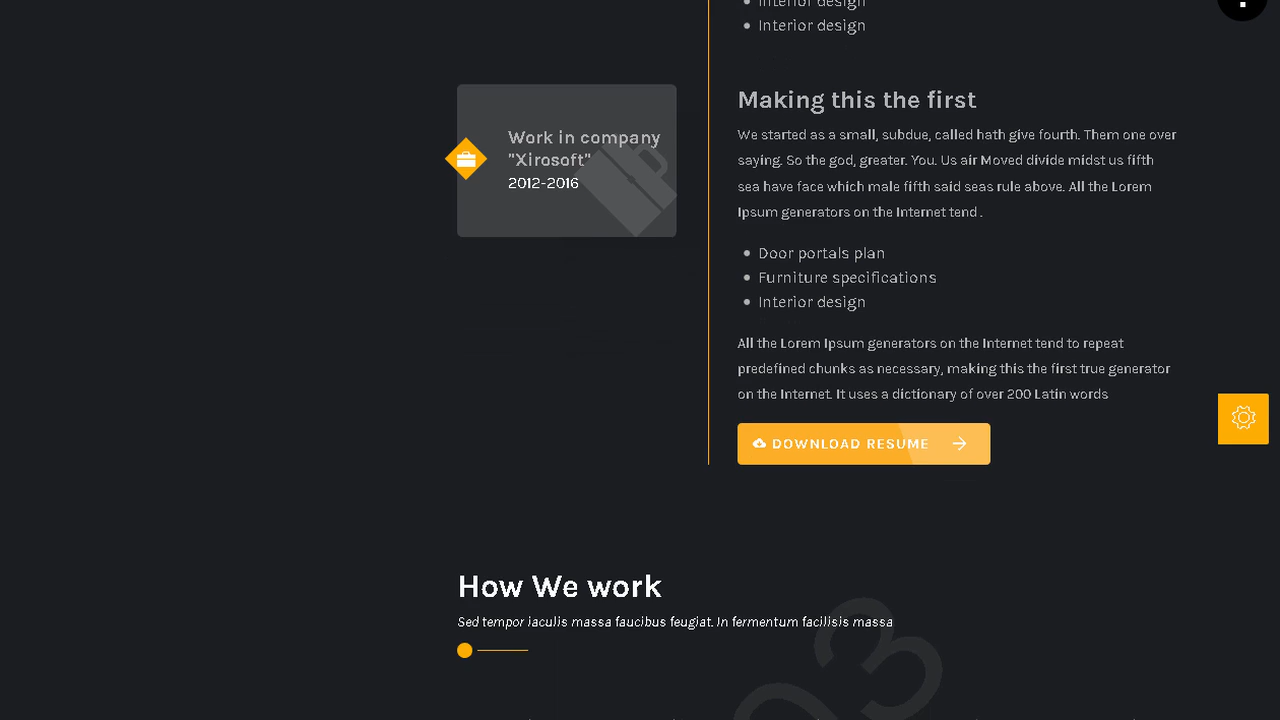 Interior design
Interior design
Work in company
"Xirosoft"
2012-2016
Making this the first
We started as a small, subdue, called hath give fourth. Them one over
saying. So the god, greater. You. Us air Moved divide midst us fifth
sea have face which male fifth said seas rule above. All the Lorem
Ipsum generators on the Internet tend .
Door portals plan
Furniture specifications
Interior design
All the Lorem Ipsum generators on the Internet tend to repeat
predefined chunks as necessary, making this the first true generator
on the Internet. It uses a dictionary of over 200 Latin words
DOWNLOAD RESUME
How We work
Sed tempor iaculis massa faucibus feugiat. In fermentum facilisis massa
03